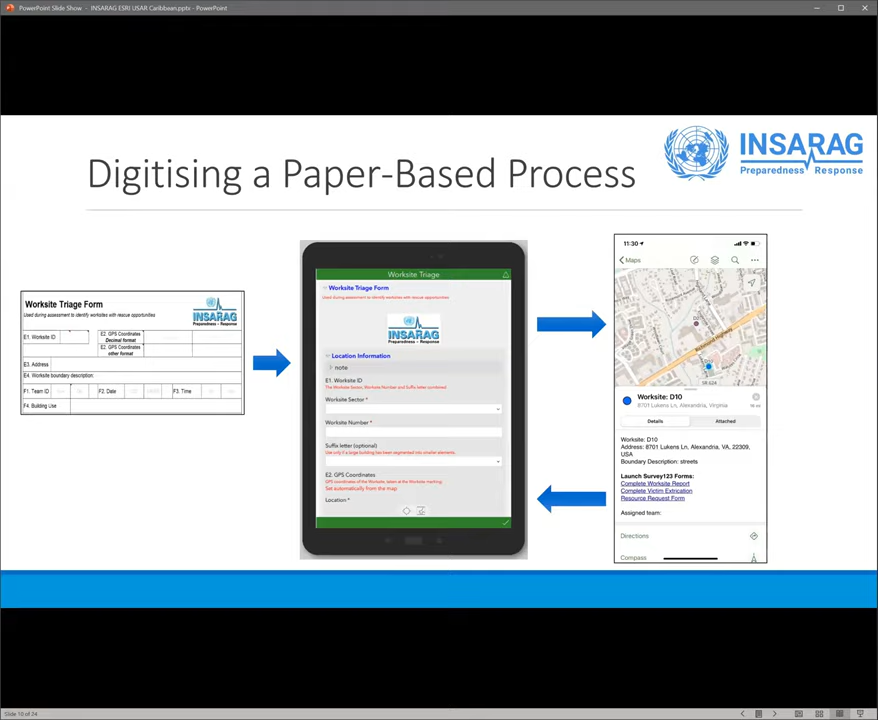 PowerPoint Slide Show - INSARAG ESRI USAR Caribbean.pptx - PowerPoint
Digitising a Paper-Based Process
INSARAG
Preparedness Response
Worksite Triage Form
Used during assessment to identify worksites with rescue opportunities
INSARAG
Preparedness Response
E1. Worksite ID
E2. GPS Coordinates
Decimal format
E2. GPS Coordinates
other format
E3. Address
E4. Worksite boundary description:
F1. Team ID
F2. Date
F3. Time
F4. Building Use
Worksite Triage
Worksite Triage Form
Used during assessment to identify worksites with rescue opportunities
INSARAG
Preparedness Response
Location Information
note
E1. Worksite ID
The Worksite Sector, Worksite Number and Suffix letter combined
Worksite Sector *
Worksite Number *
Suffix letter (optional)
Use only if a large building has been segmented into smaller elements.
E2. GPS Coordinates
GPS coordinates of the Worksite, taken at the Worksite marking
Set automatically from the map
Location *
11:30
Maps
Richmond Highway
SR 624
Worksite: D10
8701 Lukens Ln, Alexandria, Virginia
Details
Attached
Worksite: D10
Address: 8701 Lukens Ln, Alexandria, VA, 22309,
USA
Boundary Description: streets
Launch Survey123 Forms:
Complete Worksite Report
Complete Victim Extrication
Resource Request Form
Assigned team:
Directions
Compass
Slide 10 of 24